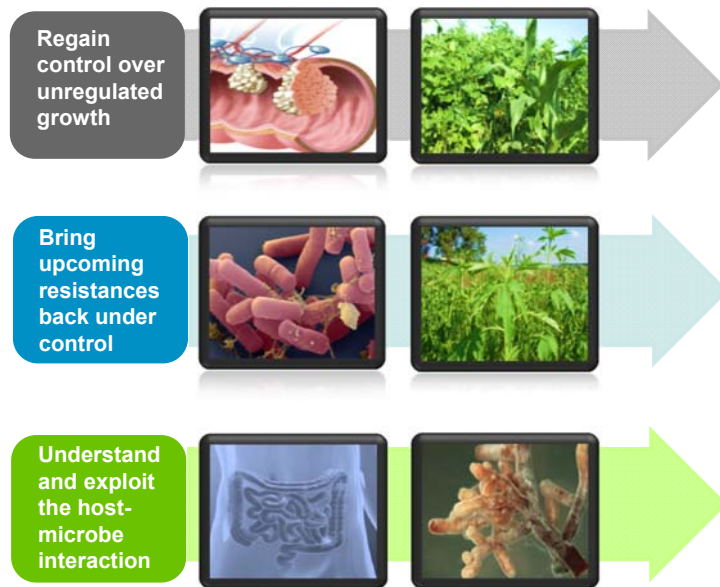 Regain
control over
unregulated
growth
Bring
upcoming
resistances
back under
control
Understand
and exploit
the host-
microbe
interaction